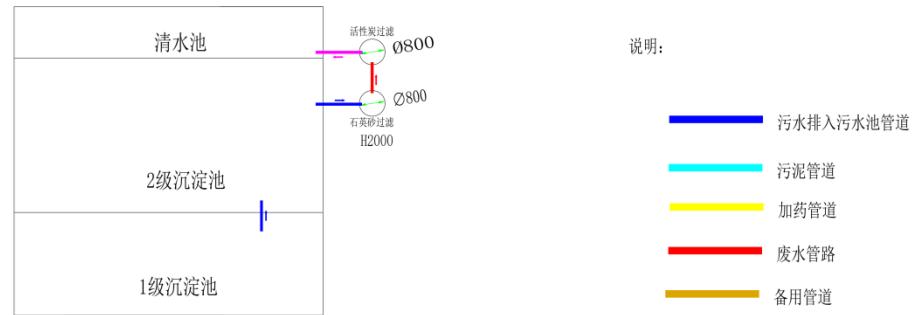 清水池
活性炭过滤
Ø800
∅800
石英砂过滤
H2000
2级沉淀池
1级沉淀池
说明：
污水排入污水池管道
污泥管道
加药管道
废水管路
备用管道